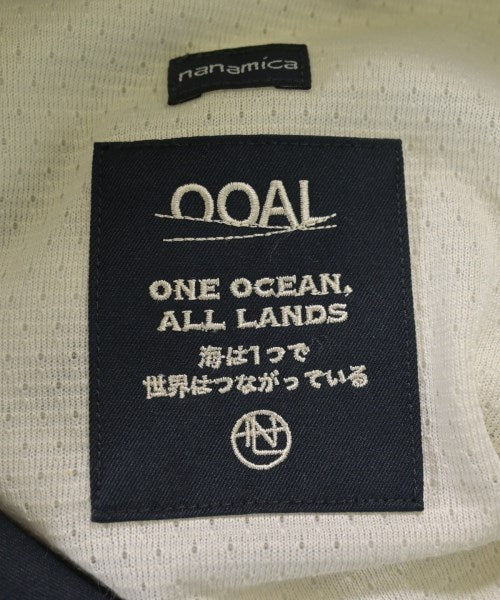 nanamica
OOAL
ONE OCEAN,
ALL LANDS
海は1つで
世界はつながっている